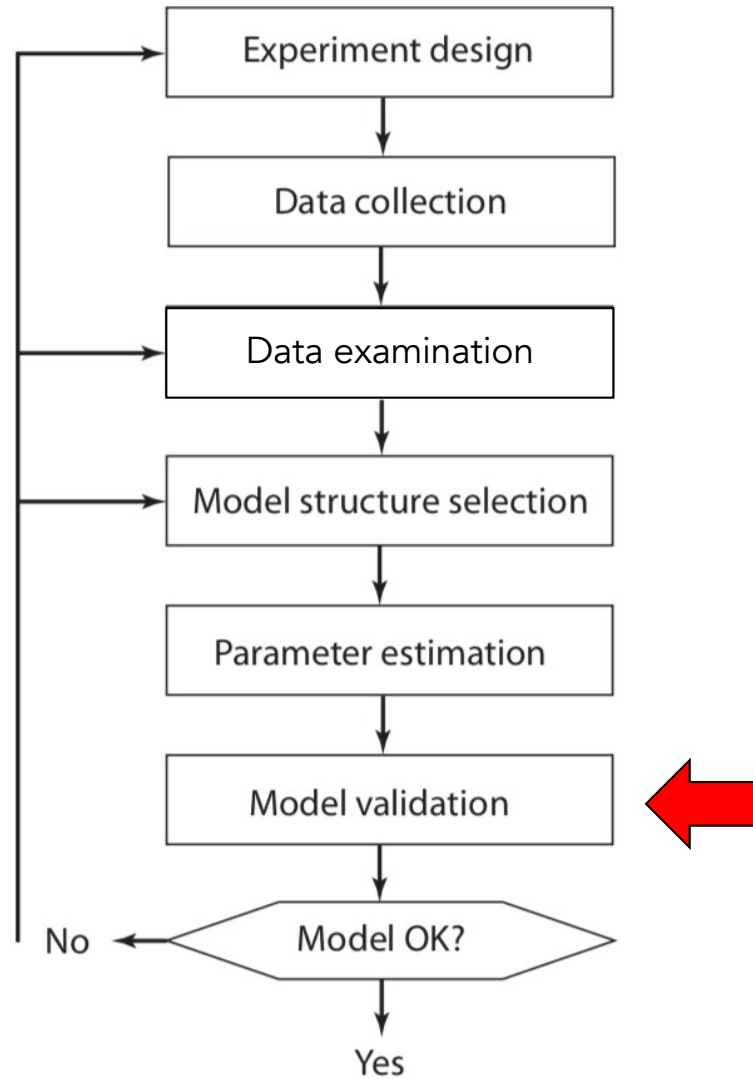 Experiment design
Data collection
Data examination
Model structure selection
Parameter estimation
Model validation
Model OK?
No
Yes